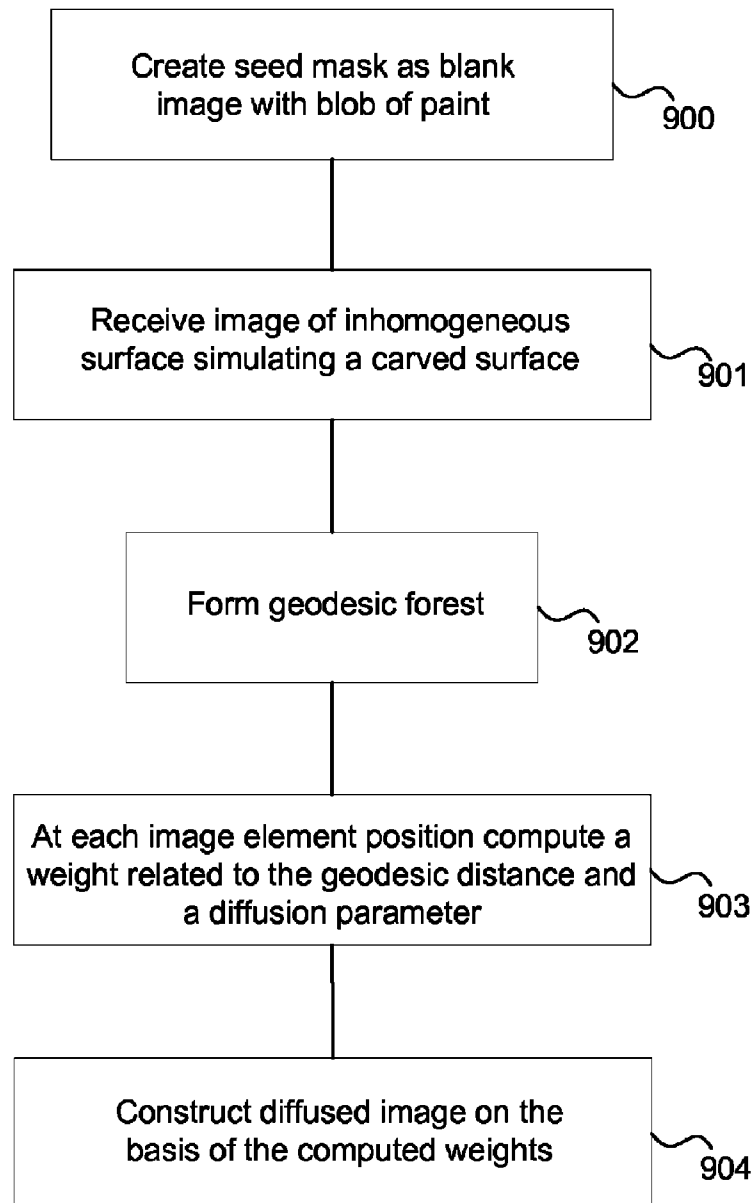 Create seed mask as blank
image with blob of paint
900
Receive image of inhomogeneous
surface simulating a carved surface
901
Form geodesic forest
902
At each image element position compute a
weight related to the geodesic distance and
a diffusion parameter
903
Construct diffused image on the
basis of the computed weights
904